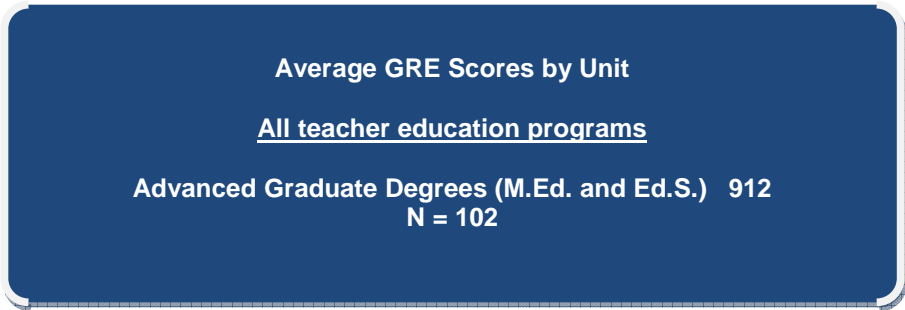 Average GRE Scores by Unit
All teacher education programs
Advanced Graduate Degrees (M.Ed. and Ed.S.) 912
N = 102